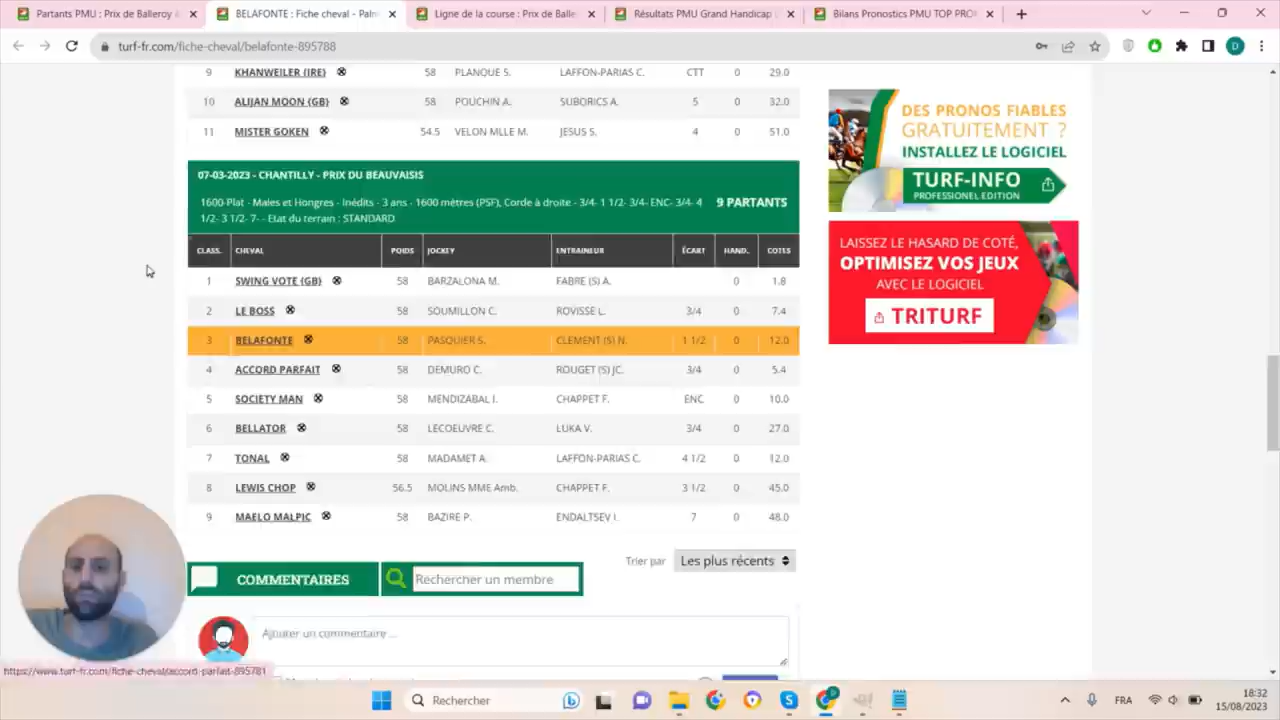 Partants PMU : Prix de Balleroy
BELAFONTE : Fiche cheval - Paln
Ligne de la course : Prix de Balle
Résultats PMU Grand Handicap
Bilans Pronostics PMU TOP PRO
turf-fr.com/fiche-cheval/belafonte-895788
D
9 KHANWEILER (IRE) 58 PLANQUE S. LAFFON-PARIAS C. CTT 0 29.0
10 ALIJAN MOON (GB) 58 POUCHIN A. SUBORICS A. 5 0 32.0
11 MISTER GOKEN 54.5 VELON MLLE M. JESUS S. 4 0 51.0
07-03-2023 - CHANTILLY - PRIX DU BEAUVAISIS
1600-Plat - Males et Hongres - Inédits - 3 ans - 1600 mètres (PSF), Corde à droite - 3/4- 1 1/2- 3/4- ENC- 3/4- 4
1/2- 3 1/2- 7- - Etat du terrain : STANDARD
9 PARTANTS
CLASS. CHEVAL POIDS JOCKEY ENTRAINEUR ÉCART HAND. COTES
1 SWING VOTE (GB) 58 BARZALONA M. FABRE (S) A. 0 1.8
2 LE BOSS 58 SOUMILLON C. ROVISSE L. 3/4 0 7.4
3 BELAFONTE 58 PASQUIER S. CLEMENT (S) N. 1 1/2 0 12.0
4 ACCORD PARFAIT 58 DEMURO C. ROUGET (S) JC. 3/4 0 5.4
5 SOCIETY MAN 58 MENDIZABAL I. CHAPPET F. ENC 0 10.0
6 BELLATOR 58 LECOEUVRE C. LUKA V. 3/4 0 27.0
7 TONAL 58 MADAMET A. LAFFON-PARIAS C. 4 1/2 0 12.0
8 LEWIS CHOP 56.5 MOLINS MME Amb. CHAPPET F. 3 1/2 0 45.0
9 MAELO MALPIC 58 BAZIRE P. ENDALTSEV I. 7 0 48.0
DES PRONOS FIABLES
GRATUITEMENT ?
INSTALLEZ LE LOGICIEL
TURF-INFO
PROFESSIONEL EDITION
LAISSEZ LE HASARD DE COTÉ,
OPTIMISEZ VOS JEUX
AVEC LE LOGICIEL
TRITURF
Trier par Les plus récents
COMMENTAIRES
Rechercher un membre
Ajouter un commentaire ...
https://www.turf-fr.com/fiche-cheval/accord-parfait-895781
Rechercher
FRA
18:32
15/08/2023